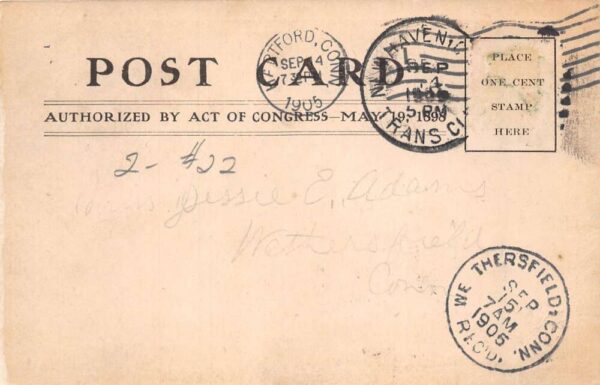 POST CARD
AUTHORIZED BY ACT OF CONGRESS—MAY 19, 1898
PLACE
ONE CENT
STAMP
HERE
HARTFORD, CONN.
SEP 14
1905
NEW HAVEN
SEP
14
1905
5 PM
TRANS CL
2- #22
Miss Jessie E. Adams
Wethersfield
Conn
WETHERSFIELD, CONN.
SEP
15
7 AM
1905
REC'D.